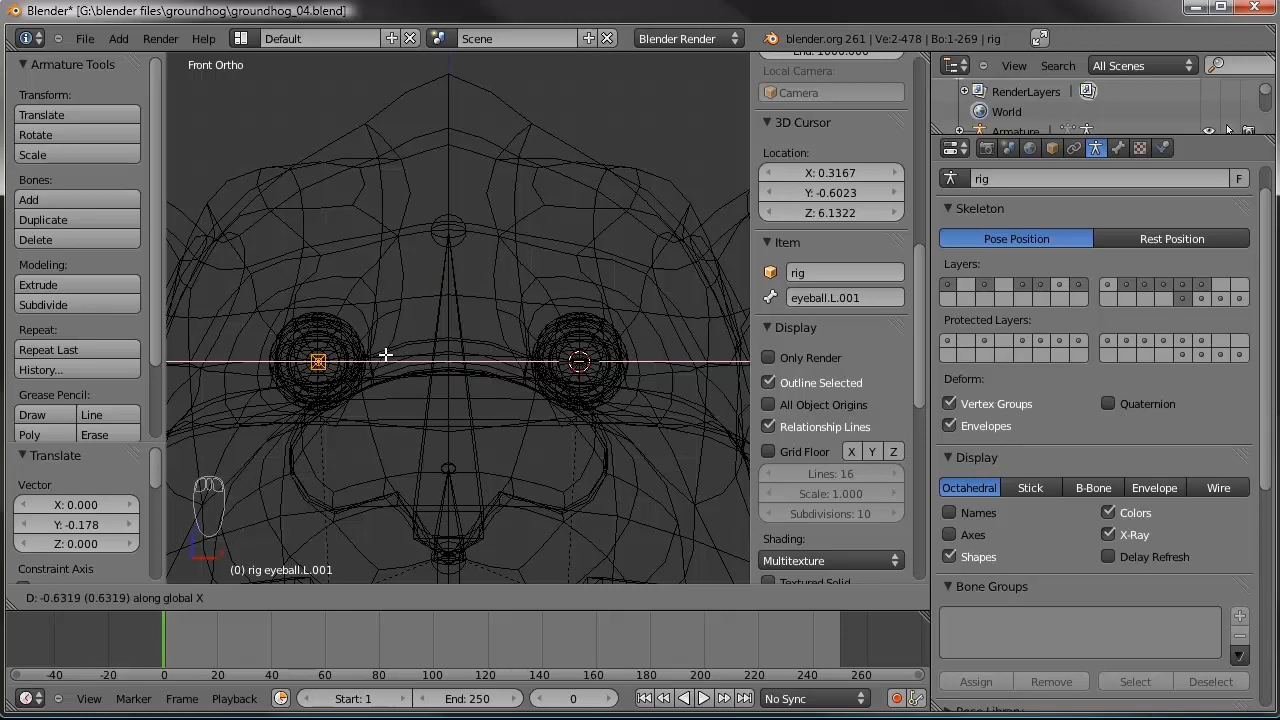 Blender* [G:\blender files\groundhog\groundhog_04.blend]
File Add Render Help Default Scene Blender Render blender.org 261 | Ve:2-478 | Bo:1-269 | rig
Armature Tools
Transform:
Translate
Rotate
Scale
Bones:
Add
Duplicate
Delete
Modeling:
Extrude
Subdivide
Repeat:
Repeat Last
History...
Grease Pencil:
Draw Line
Poly Erase
Translate
Vector
X: 0.000
Y: -0.178
Z: 0.000
Constraint Axis
Front Ortho
(0) rig eyeball.L.001
D: -0.6319 (0.6319) along global X
End: 1000.000
Local Camera:
Camera
3D Cursor
Location:
X: 0.3167
Y: -0.6023
Z: 6.1322
Item
rig
eyeball.L.001
Display
Only Render
Outline Selected
All Object Origins
Relationship Lines
Grid Floor X Y Z
Lines: 16
Scale: 1.000
Subdivisions: 10
Shading:
Multitexture
Textured Solid
View Search All Scenes
RenderLayers
World
Armature
rig F
Skeleton
Pose Position Rest Position
Layers:
Protected Layers:
Deform:
Vertex Groups Quaternion
Envelopes
Display
Octahedral Stick B-Bone Envelope Wire
Names Colors
Axes X-Ray
Shapes Delay Refresh
Bone Groups
Assign Remove Select Deselect
Pose Library
-40 -20 0 20 40 60 80 100 120 140 160 180 200 220 240 260
View Marker Frame Playback Start: 1 End: 250 0 No Sync